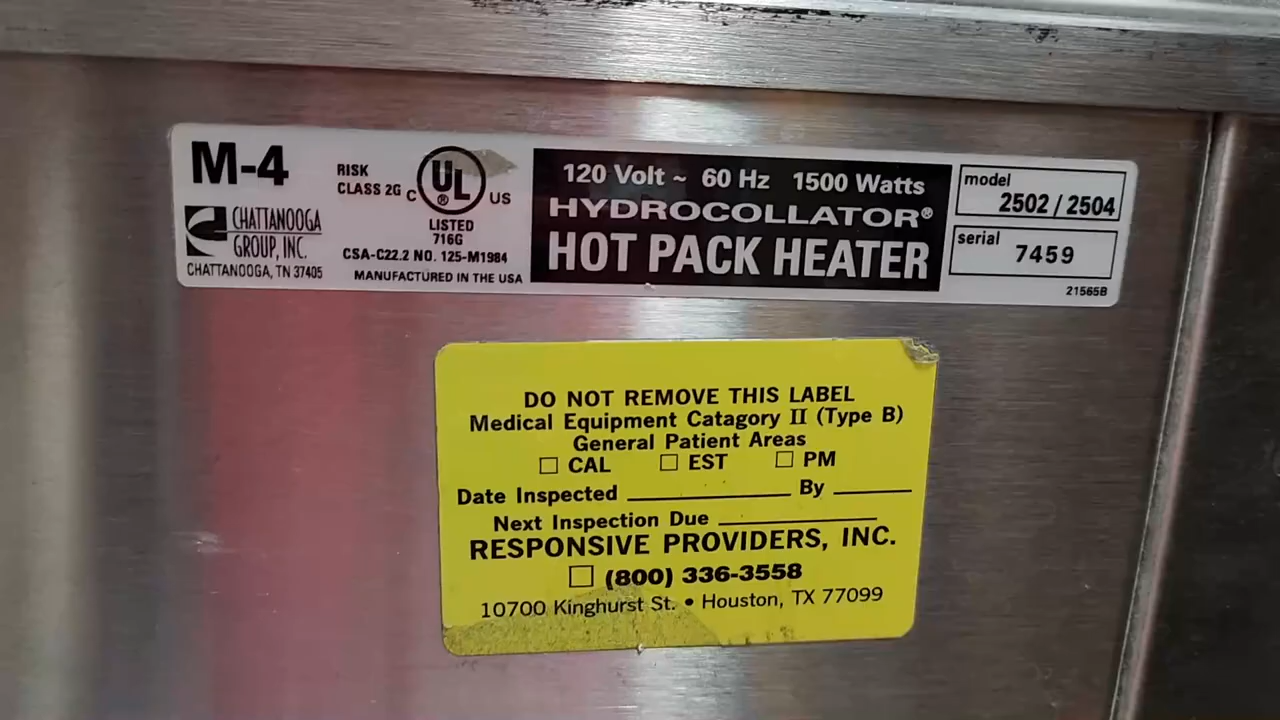 M-4
CHATTANOOGA
GROUP, INC.
CHATTANOOGA, TN 37405
RISK
CLASS 2G
C UL ® US
LISTED
716G
CSA-C22.2 NO. 125-M1984
MANUFACTURED IN THE USA
120 Volt ~ 60 Hz 1500 Watts
HYDROCOLLATOR®
HOT PACK HEATER
model
2502 / 2504
serial
7459
21565B
DO NOT REMOVE THIS LABEL
Medical Equipment Catagory II (Type B)
General Patient Areas
☐ CAL ☐ EST ☐ PM
Date Inspected ____________ By ______
Next Inspection Due ____________
RESPONSIVE PROVIDERS, INC.
☐ (800) 336-3558
10700 Kinghurst St. • Houston, TX 77099